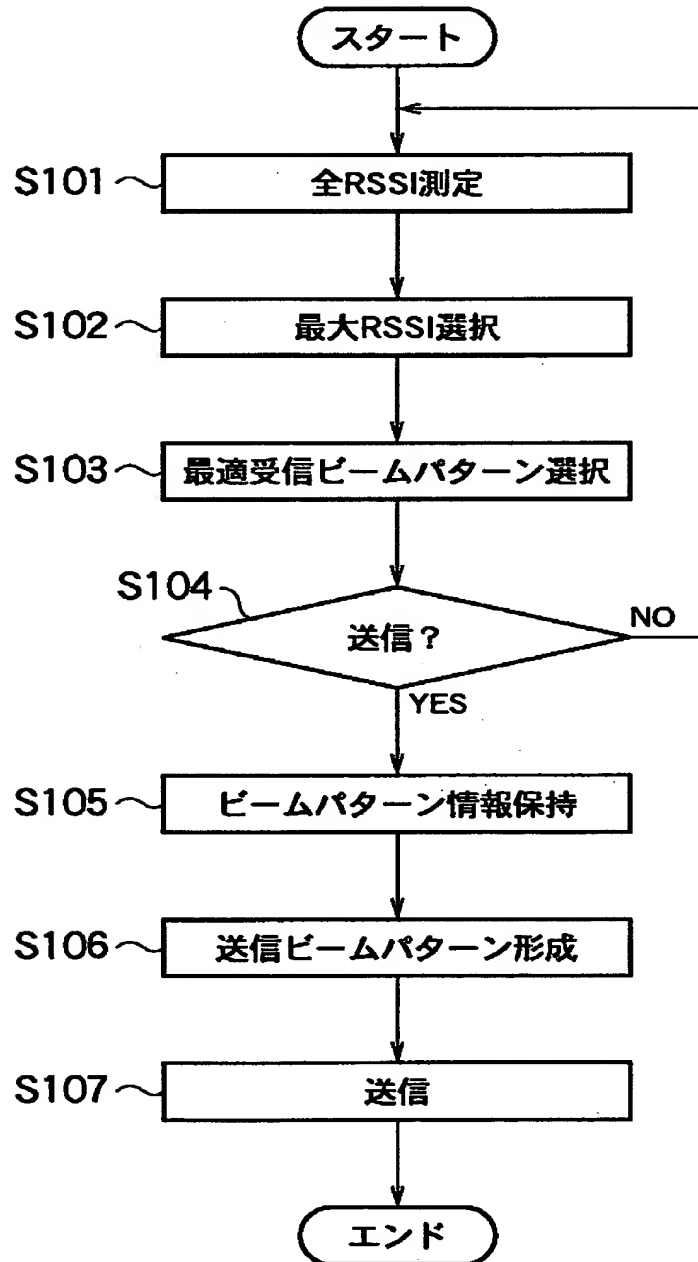 スタート
S101 全RSSI測定
S102 最大RSSI選択
S103 最適受信ビームパターン選択
S104
送信？ NO
YES
S105 ビームパターン情報保持
S106 送信ビームパターン形成
S107 送信
エンド